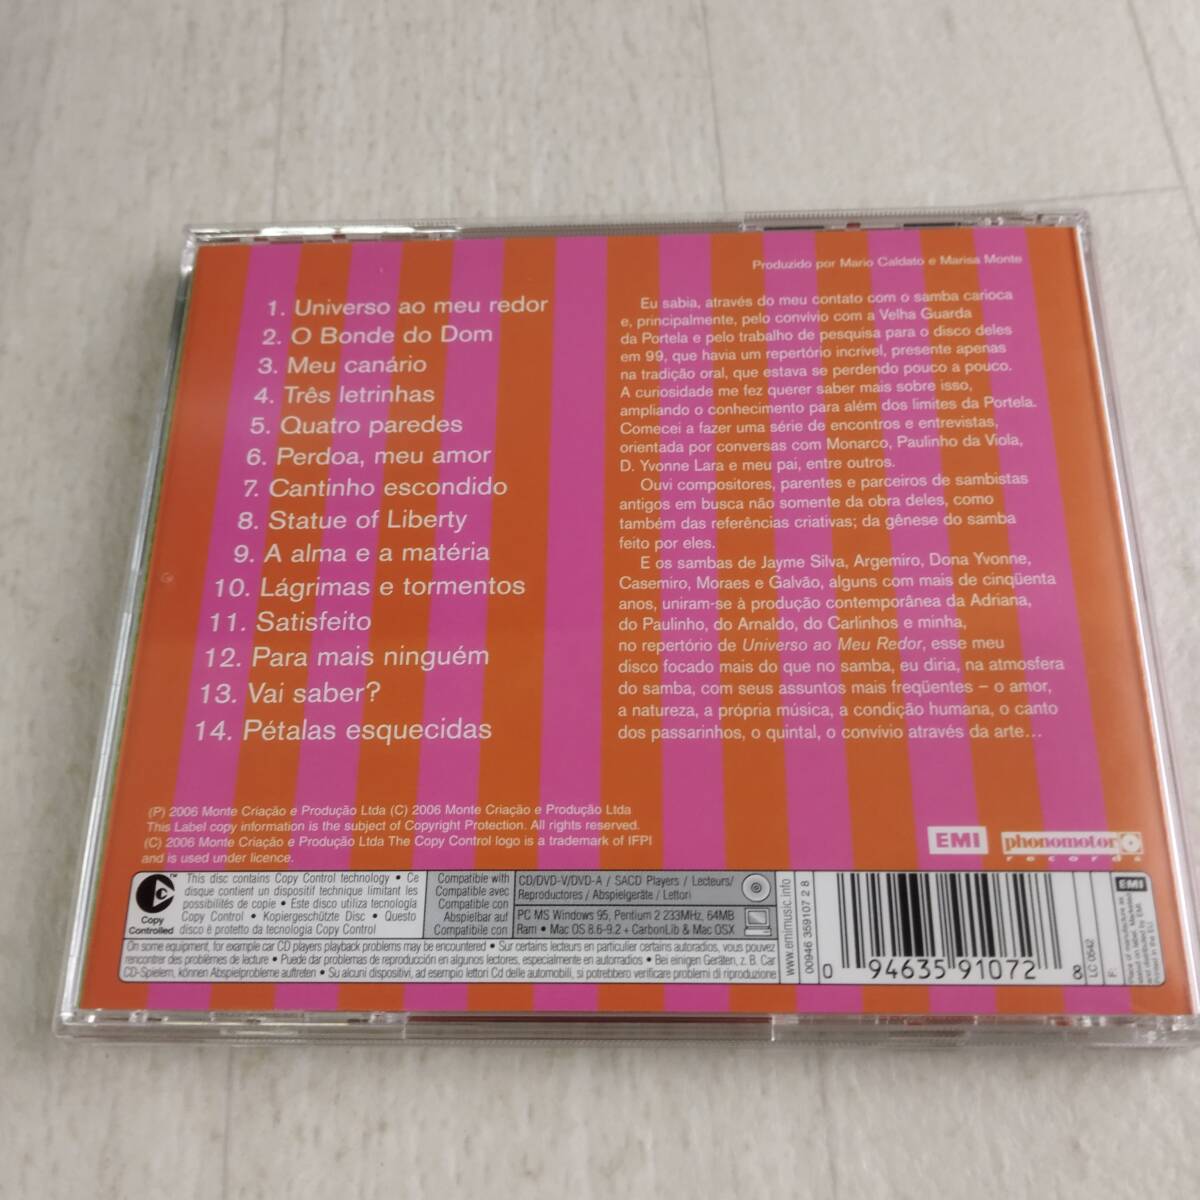 Produzido por Mario Caldato e Marisa Monte
1. Universo ao meu redor
2. O Bonde do Dom
3. Meu canário
4. Três letrinhas
5. Quatro paredes
6. Perdoa, meu amor
7. Cantinho escondido
8. Statue of Liberty
9. A alma e a matéria
10. Lágrimas e tormentos
11. Satisfeito
12. Para mais ninguém
13. Vai saber?
14. Pétalas esquecidas
Eu sabia, através do meu contato com o samba carioca
e, principalmente, pelo convívio com a Velha Guarda
da Portela e pelo trabalho de pesquisa para o disco deles
em 99, que havia um repertório incrível, presente apenas
na tradição oral, que estava se perdendo pouco a pouco.
A curiosidade me fez querer saber mais sobre isso,
ampliando o conhecimento para além dos limites da Portela.
Comecei a fazer uma série de encontros e entrevistas,
orientada por conversas com Monarco, Paulinho da Viola,
D. Yvonne Lara e meu pai, entre outros.
Ouvi compositores, parentes e parceiros de sambistas
antigos em busca não somente da obra deles, como
também das referências criativas; da gênese do samba
feito por eles.
E os sambas de Jayme Silva, Argemiro, Dona Yvonne,
Casemiro, Moraes e Galvão, alguns com mais de cinqüenta
anos, uniram-se à produção contemporânea da Adriana,
do Paulinho, do Arnaldo, do Carlinhos e minha,
no repertório de Universo ao Meu Redor, esse meu
disco focado mais do que no samba, eu diria, na atmosfera
do samba, com seus assuntos mais freqüentes – o amor,
a natureza, a própria música, a condição humana, o canto
dos passarinhos, o quintal, o convívio através da arte...
(P) 2006 Monte Criação e Produção Ltda (C) 2006 Monte Criação e Produção Ltda
This Label copy information is the subject of Copyright Protection. All rights reserved.
(C) 2006 Monte Criação e Produção Ltda The Copy Control logo is a trademark of IFPI
and is used under licence.
EMI
phonomotor
records
Copy
Controlled
TM
This disc contains Copy Control technology • Ce
disque contient un dispositif technique limitant les
possibilités de copie • Este disco utiliza tecnologia
Copy Control • Kopiergeschützte Disc • Questo
disco è protetto da tecnologia Copy Control
Compatible with
Compatible avec
Compatible con
Abspielbar auf
Compatibile con
CD/DVD-V/DVD-A / SACD Players / Lecteurs/
Reproductores / Abspielgeräte / Lettori
PC MS Windows 95, Pentium 2 233MHz, 64MB
Ram • Mac OS 8.6-9.2 + CarbonLib & Mac OSX
On some equipment, for example car CD players playback problems may be encountered • Sur certains lecteurs en particulier certains autoradios, vous pouvez
rencontrer des problèmes de lecture • Puede dar problemas de reproducción en algunos lectores, especialmente en autorradios • Bei einigen Geräten, z. B. Car
CD-Spielern, können Abspielprobleme auftreten • Su alcuni dispositivi, ad esempio lettori Cd delle automobili, si potrebbero verificare problemi di riproduzione
www.emimusic.info
00946 359107 2 8
0 94635 91072 8
LC 0542
F:
EMI